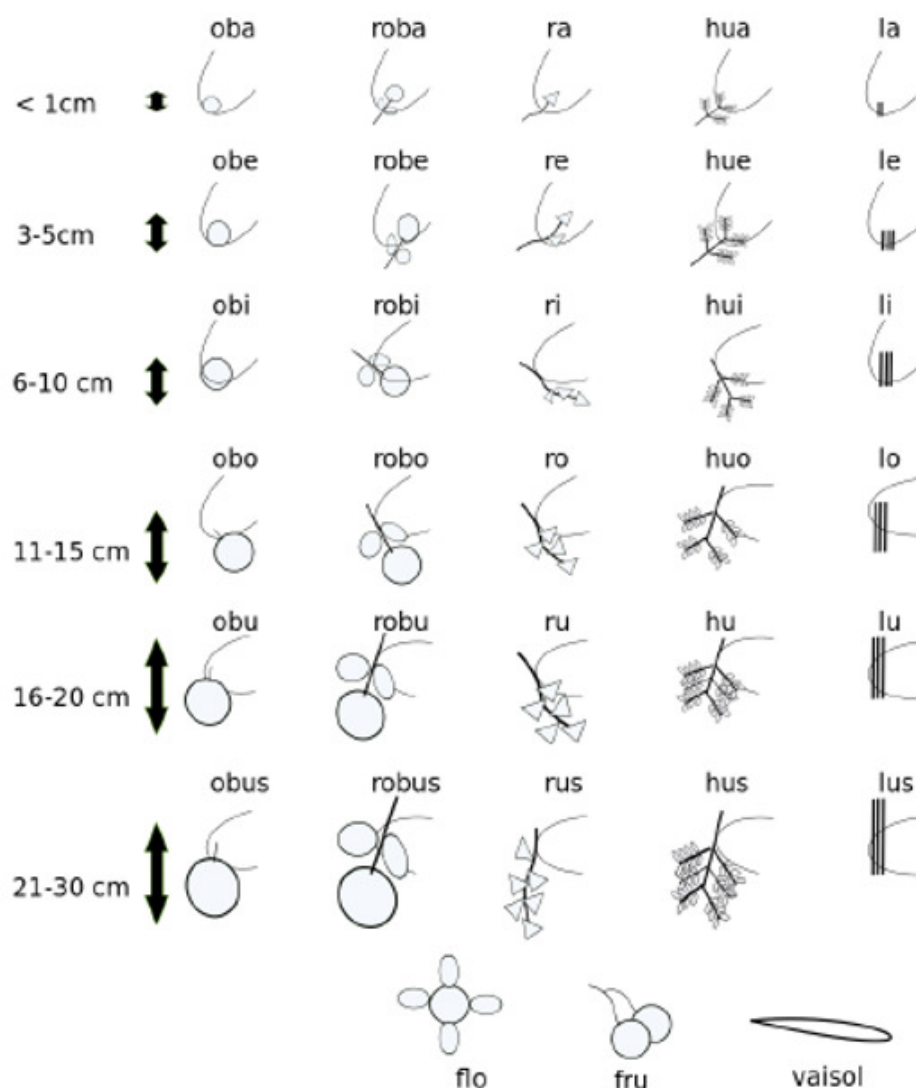 oba roba ra hua la
< 1cm
obe robe re hue le
3-5cm
obi robi ri hui li
6-10 cm
obo robo ro huo lo
11-15 cm
obu robu ru hu lu
16-20 cm
obus robus rus hus lus
21-30 cm
flo fru vaisol